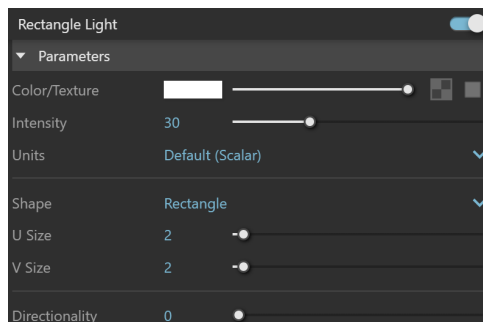 Rectangle Light
Parameters
Color/Texture
Intensity 30
Units Default (Scalar)
Shape Rectangle
U Size 2
V Size 2
Directionality 0